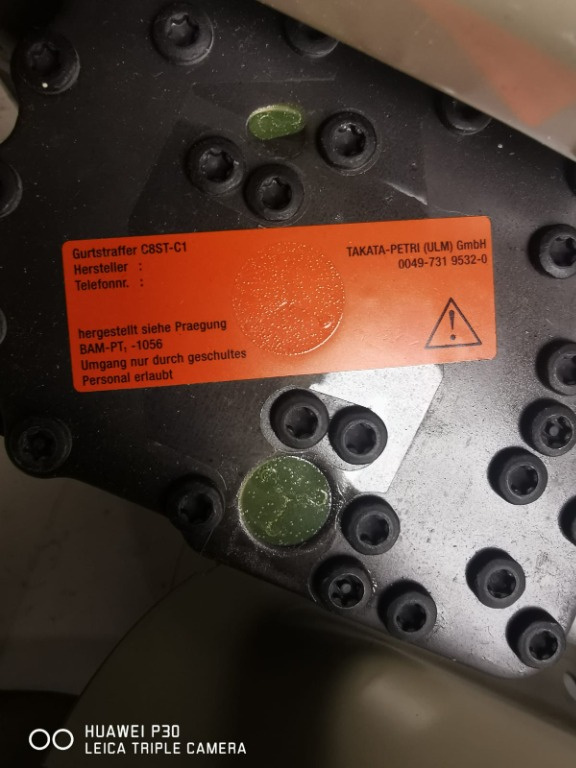 Gurtstraffer C8ST-C1
Hersteller :
Telefonnr. :
TAKATA-PETRI (ULM) GmbH
0049-731 9532-0
hergestellt siehe Praegung
BAM-PT₁ -1056
Umgang nur durch geschultes
Personal erlaubt
HUAWEI P30
LEICA TRIPLE CAMERA